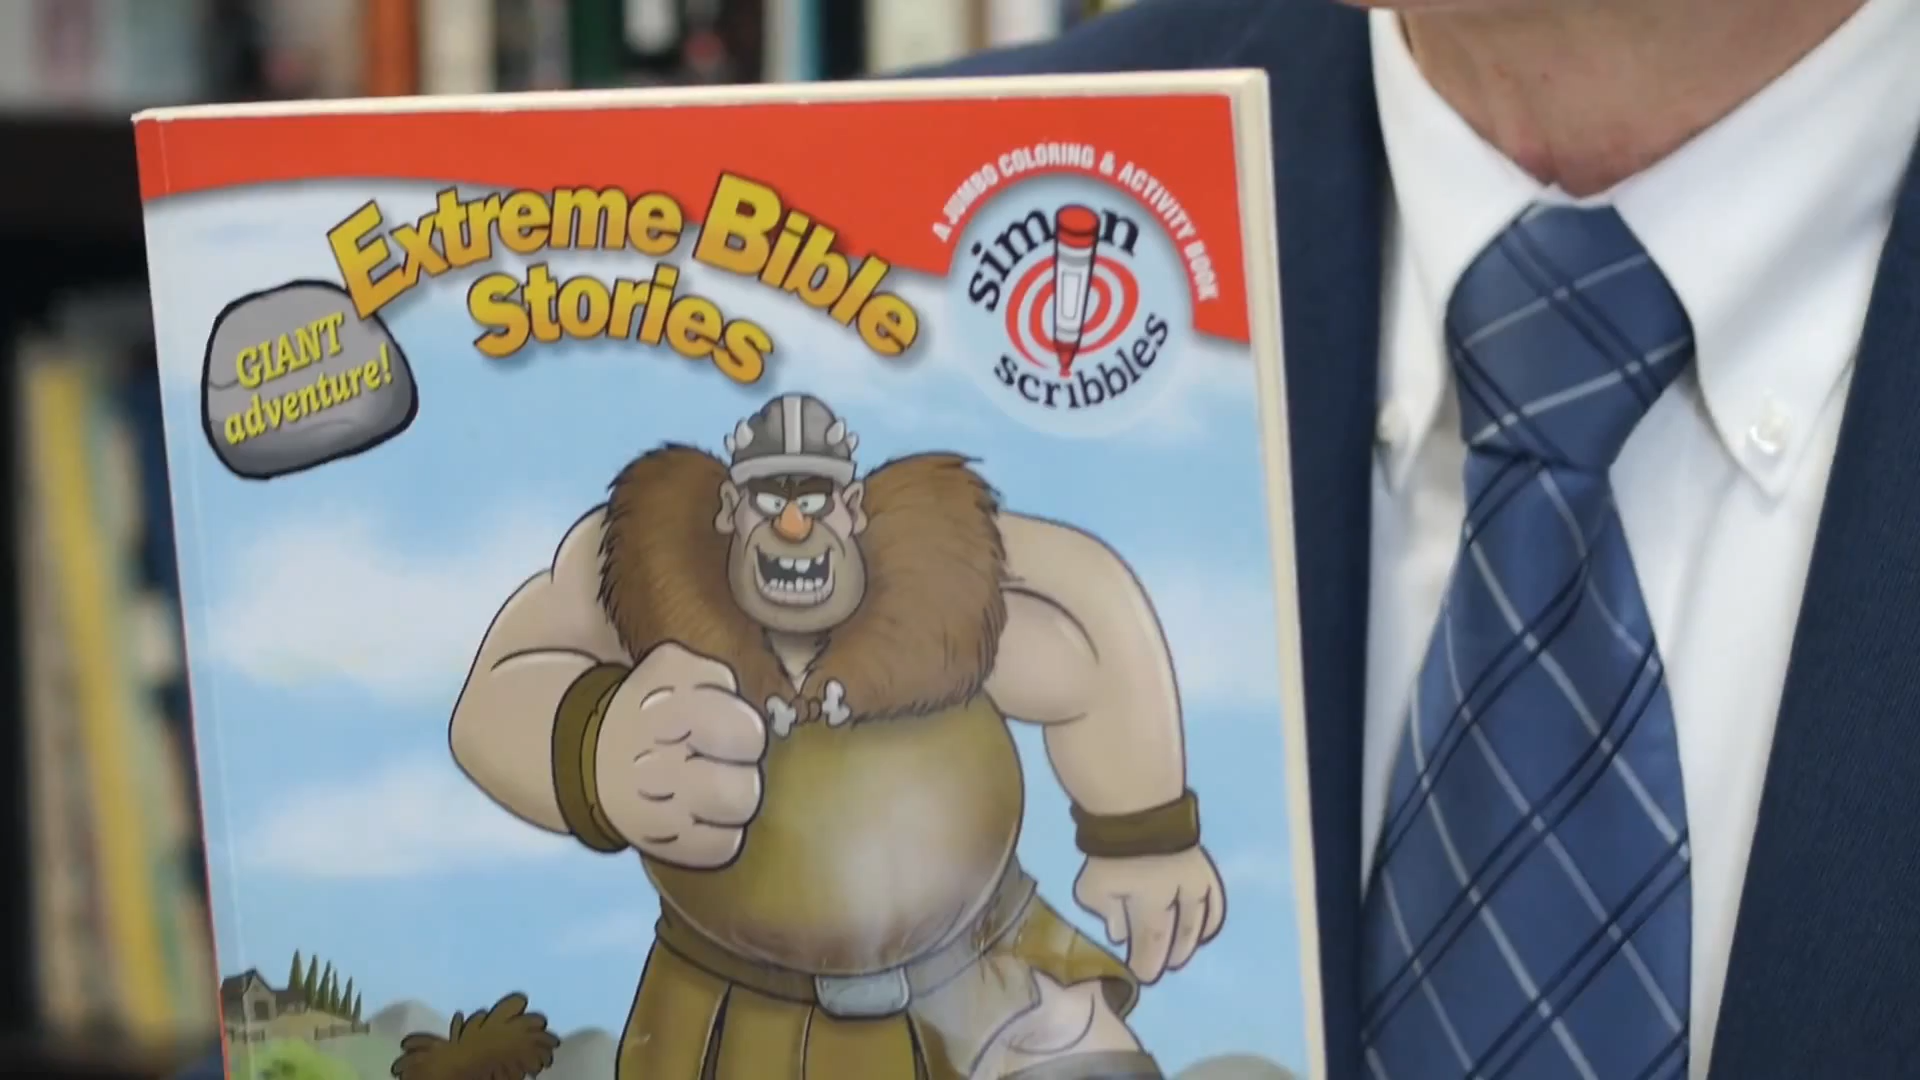 A JUMBO COLORING & ACTIVITY BOOK
Extreme Bible
Stories
simon
scribbles
GIANT
adventure!